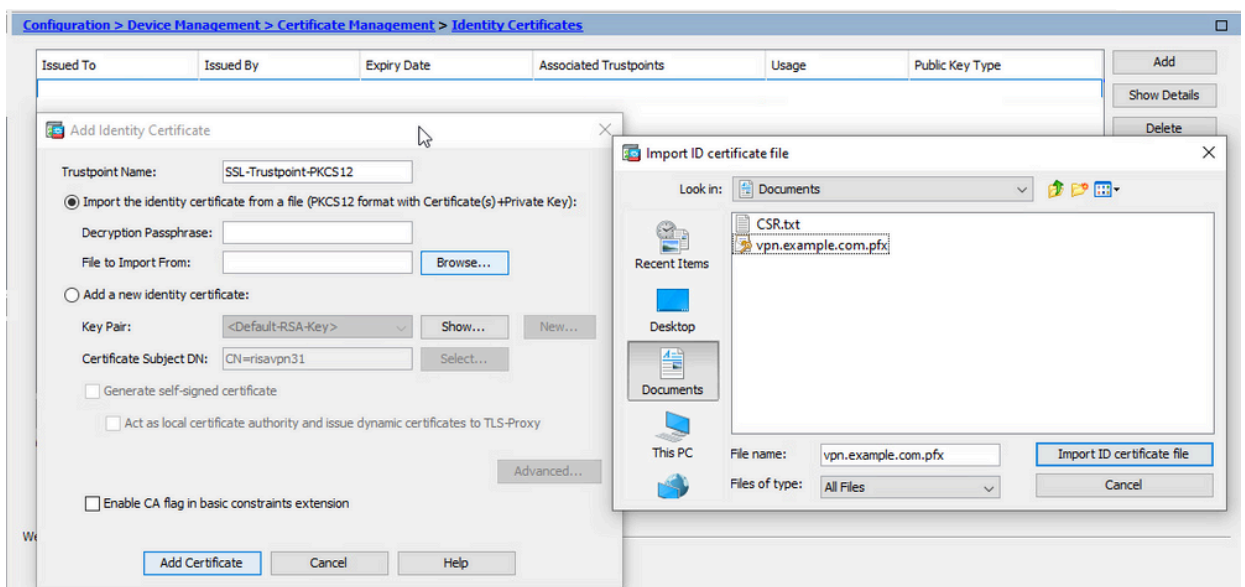 Configuration > Device Management > Certificate Management > Identity Certificates
Issued To Issued By Expiry Date Associated Trustpoints Usage Public Key Type
Add
Show Details
Delete
Add Identity Certificate
Trustpoint Name: SSL-Trustpoint-PKCS12
Import the identity certificate from a file (PKCS12 format with Certificate(s)+Private Key):
Decryption Passphrase:
File to Import From: Browse...
Add a new identity certificate:
Key Pair: <Default-RSA-Key> Show... New...
Certificate Subject DN: CN=risavpn31 Select...
Generate self-signed certificate
Act as local certificate authority and issue dynamic certificates to TLS-Proxy
Advanced...
Enable CA flag in basic constraints extension
Add Certificate Cancel Help
Import ID certificate file
Look in: Documents
Recent Items
Desktop
Documents
This PC
CSR.txt
vpn.example.com.pfx
File name: vpn.example.com.pfx Import ID certificate file
Files of type: All Files Cancel